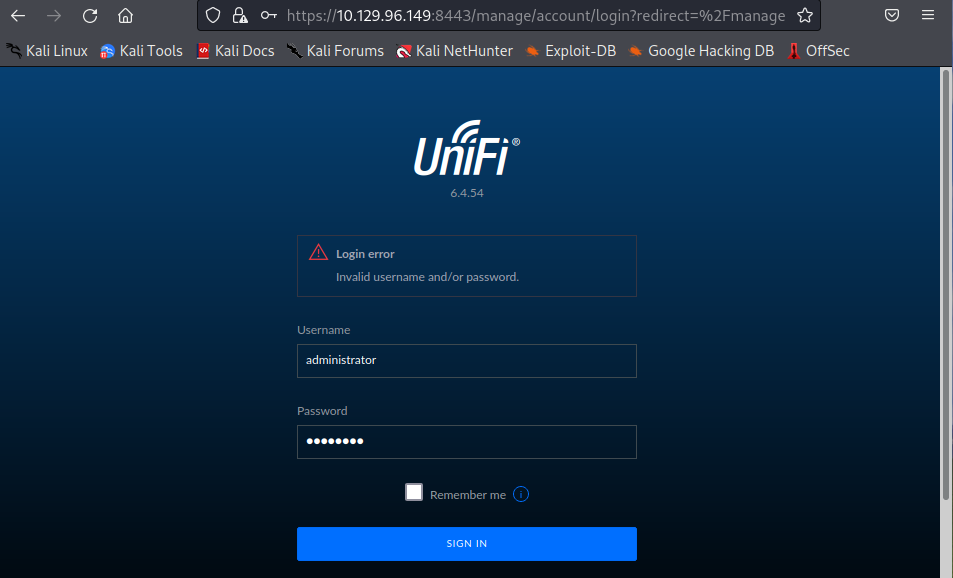 https://10.129.96.149:8443/manage/account/login?redirect=%2Fmanage
Kali Linux Kali Tools Kali Docs Kali Forums Kali NetHunter Exploit-DB Google Hacking DB OffSec
UniFi®
6.4.54
Login error
Invalid username and/or password.
Username
administrator
Password
••••••••
Remember me
SIGN IN